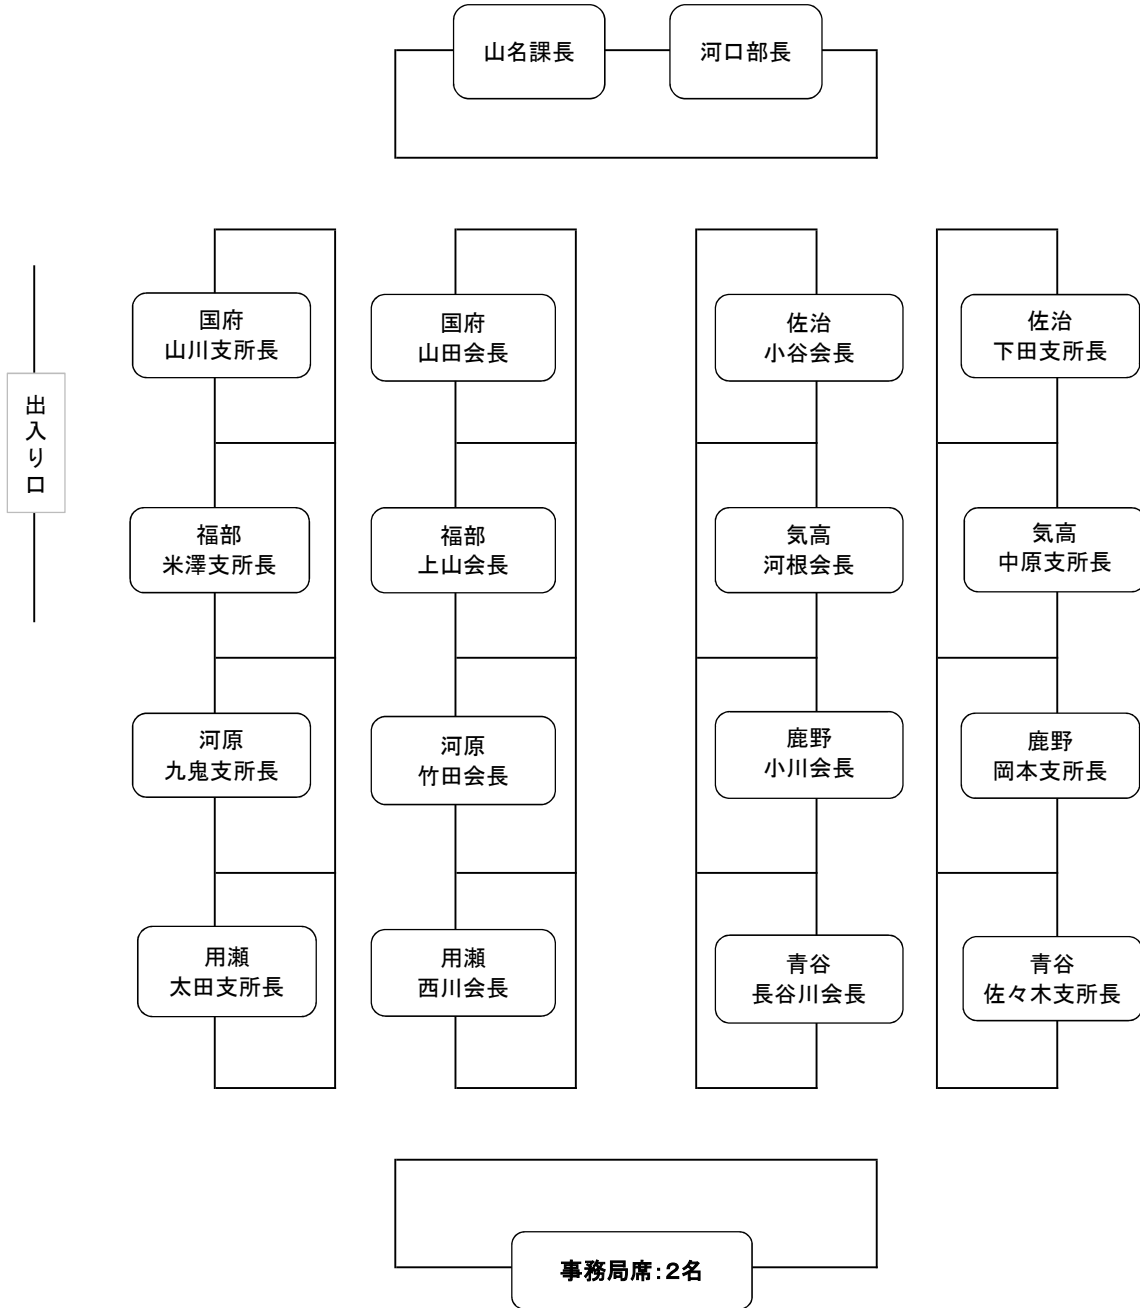 山名課長
河口部長
国府
山川支所長
国府
山田会長
佐治
小谷会長
佐治
下田支所長
出入り口
福部
米澤支所長
福部
上山会長
気高
河根会長
気高
中原支所長
河原
九鬼支所長
河原
竹田会長
鹿野
小川会長
鹿野
岡本支所長
用瀬
太田支所長
用瀬
西川会長
青谷
長谷川会長
青谷
佐々木支所長
事務局席:2名